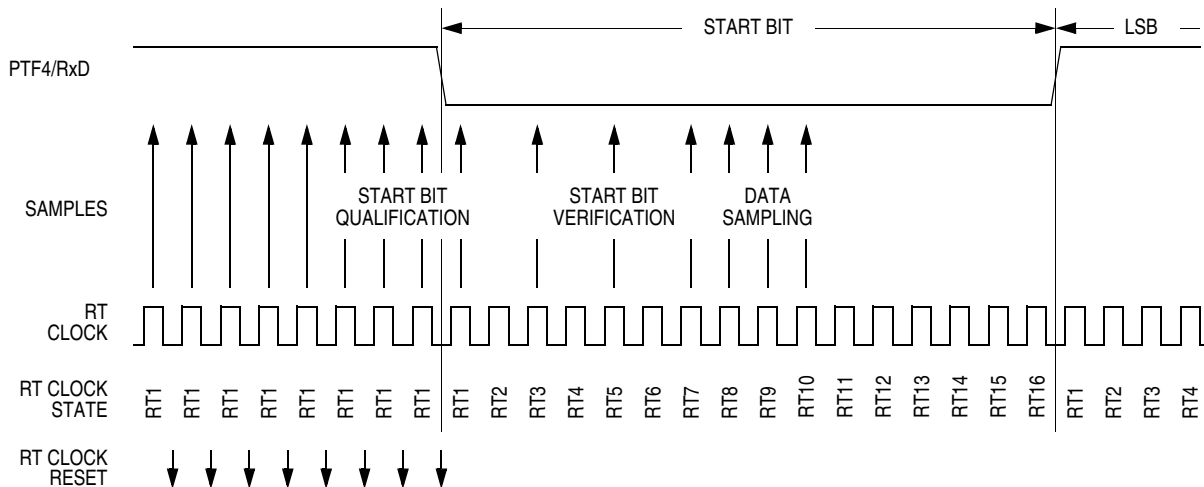 START BIT
LSB
PTF4/RxD
SAMPLES
START BIT
QUALIFICATION
START BIT
VERIFICATION
DATA
SAMPLING
RT
CLOCK
RT CLOCK
STATE
RT1 RT1 RT1 RT1 RT1 RT1 RT1 RT1 RT1 RT2 RT3 RT4 RT5 RT6 RT7 RT8 RT9 RT10 RT11 RT12 RT13 RT14 RT15 RT16 RT1 RT2 RT3 RT4
RT CLOCK
RESET